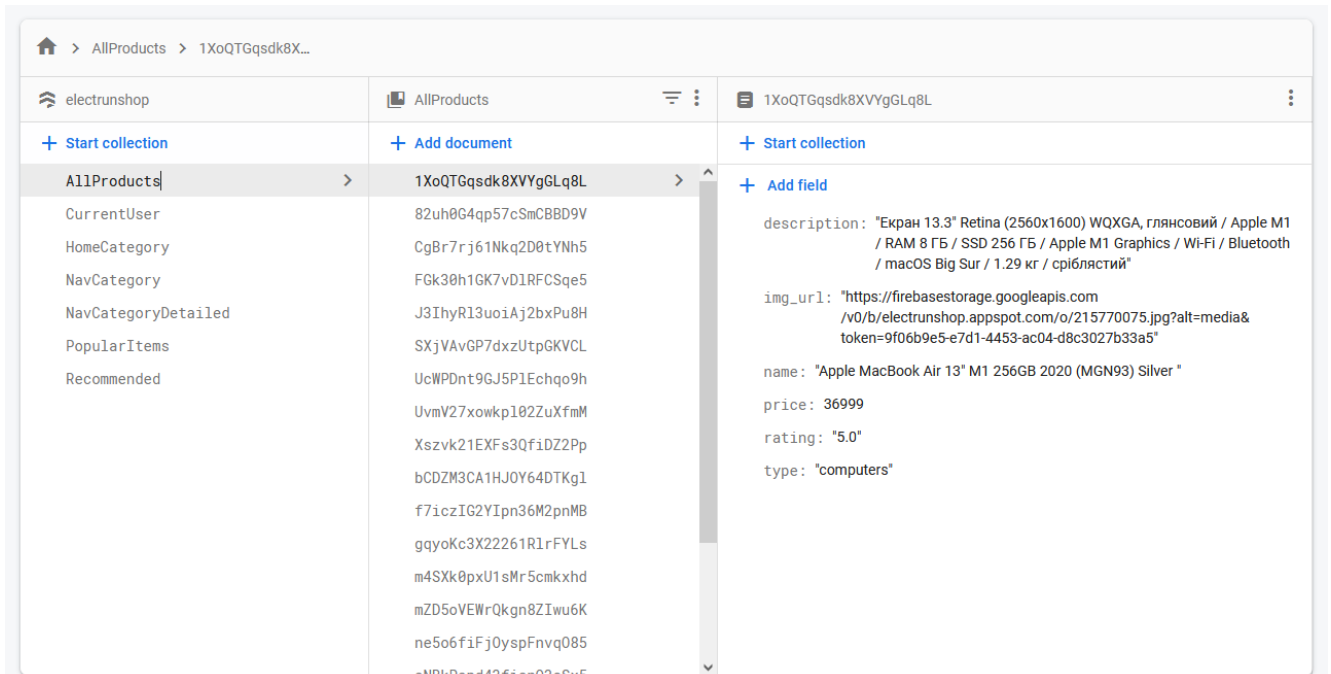 AllProducts > 1XoQTGqsdk8X...
electrunshop
Start collection
AllProducts
CurrentUser
HomeCategory
NavCategory
NavCategoryDetailed
PopularItems
Recommended
AllProducts
Add document
1XoQTGqsdk8XVYgGLq8L
82uh0G4qp57cSmCBBD9V
CgBr7rj61Nkq2D0tYNh5
FGk30h1GK7vDlRFCSqe5
J3IhyRl3uoiAj2bxPu8H
SXjVAvGP7dxzUtpGKVCL
UcWPDnt9GJ5PlEchqo9h
UvmV27xowkpl02ZuXfmM
Xszvk21EXFs3QfiDZ2Pp
bCDZM3CA1HJOY64DTKgl
f7iczIG2YIpn36M2pnMB
gqyoKc3X22261RlrFYLs
m4SXk0pxU1sMr5cmkxhd
mZD5oVEWrQkgn8ZIwu6K
ne5o6fiFjOyspFnvqO85
1XoQTGqsdk8XVYgGLq8L
Start collection
Add field
description: "Екран 13.3" Retina (2560x1600) WQXGA, глянсовий / Apple M1
/ RAM 8 ГБ / SSD 256 ГБ / Apple M1 Graphics / Wi-Fi / Bluetooth
/ macOS Big Sur / 1.29 кг / сріблястий"
img_url: "https://firebasestorage.googleapis.com
/v0/b/electrunshop.appspot.com/o/215770075.jpg?alt=media&
token=9f06b9e5-e7d1-4453-ac04-d8c3027b33a5"
name: "Apple MacBook Air 13" M1 256GB 2020 (MGN93) Silver "
price: 36999
rating: "5.0"
type: "computers"